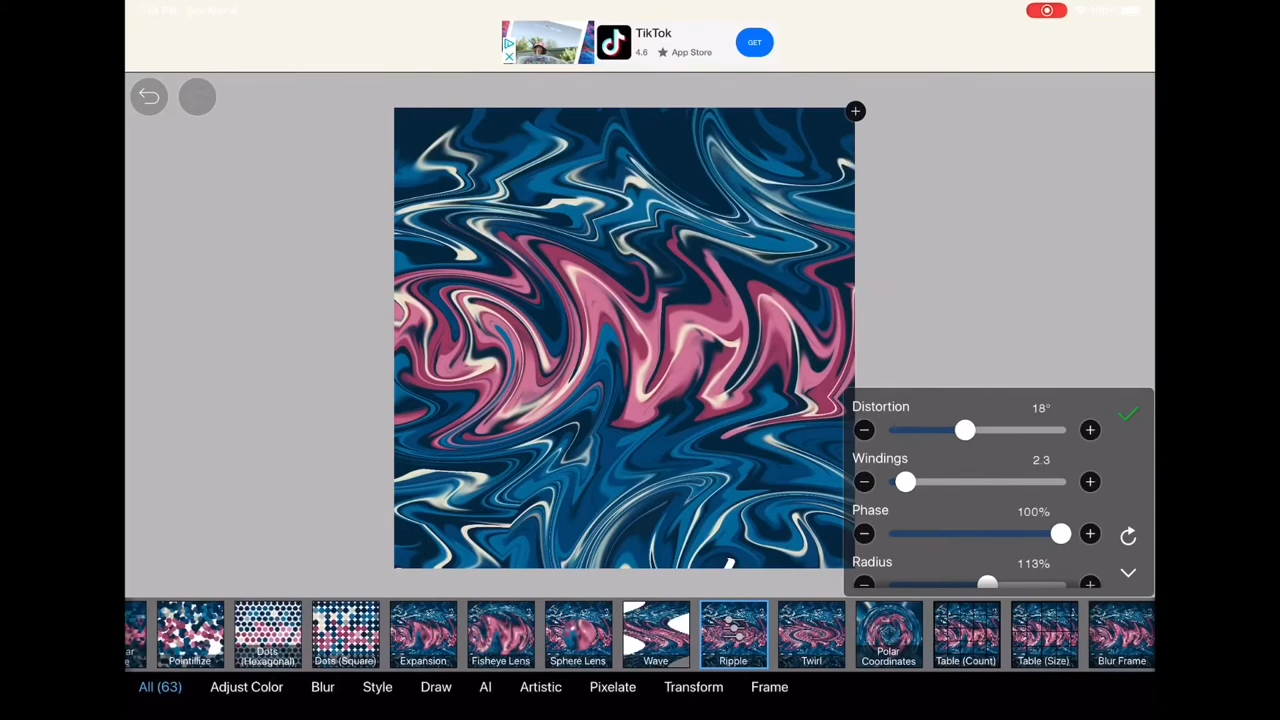 TikTok
4.6 ★ App Store
GET
Distortion 18°
Windings 2.3
Phase 100%
Radius 113%
Pointillize
Dots (Hexagonal)
Dots (Square)
Expansion
Fisheye Lens
Sphere Lens
Wave
Ripple
Twirl
Polar Coordinates
Table (Count)
Table (Size)
Blur Frame
All (63) Adjust Color Blur Style Draw AI Artistic Pixelate Transform Frame